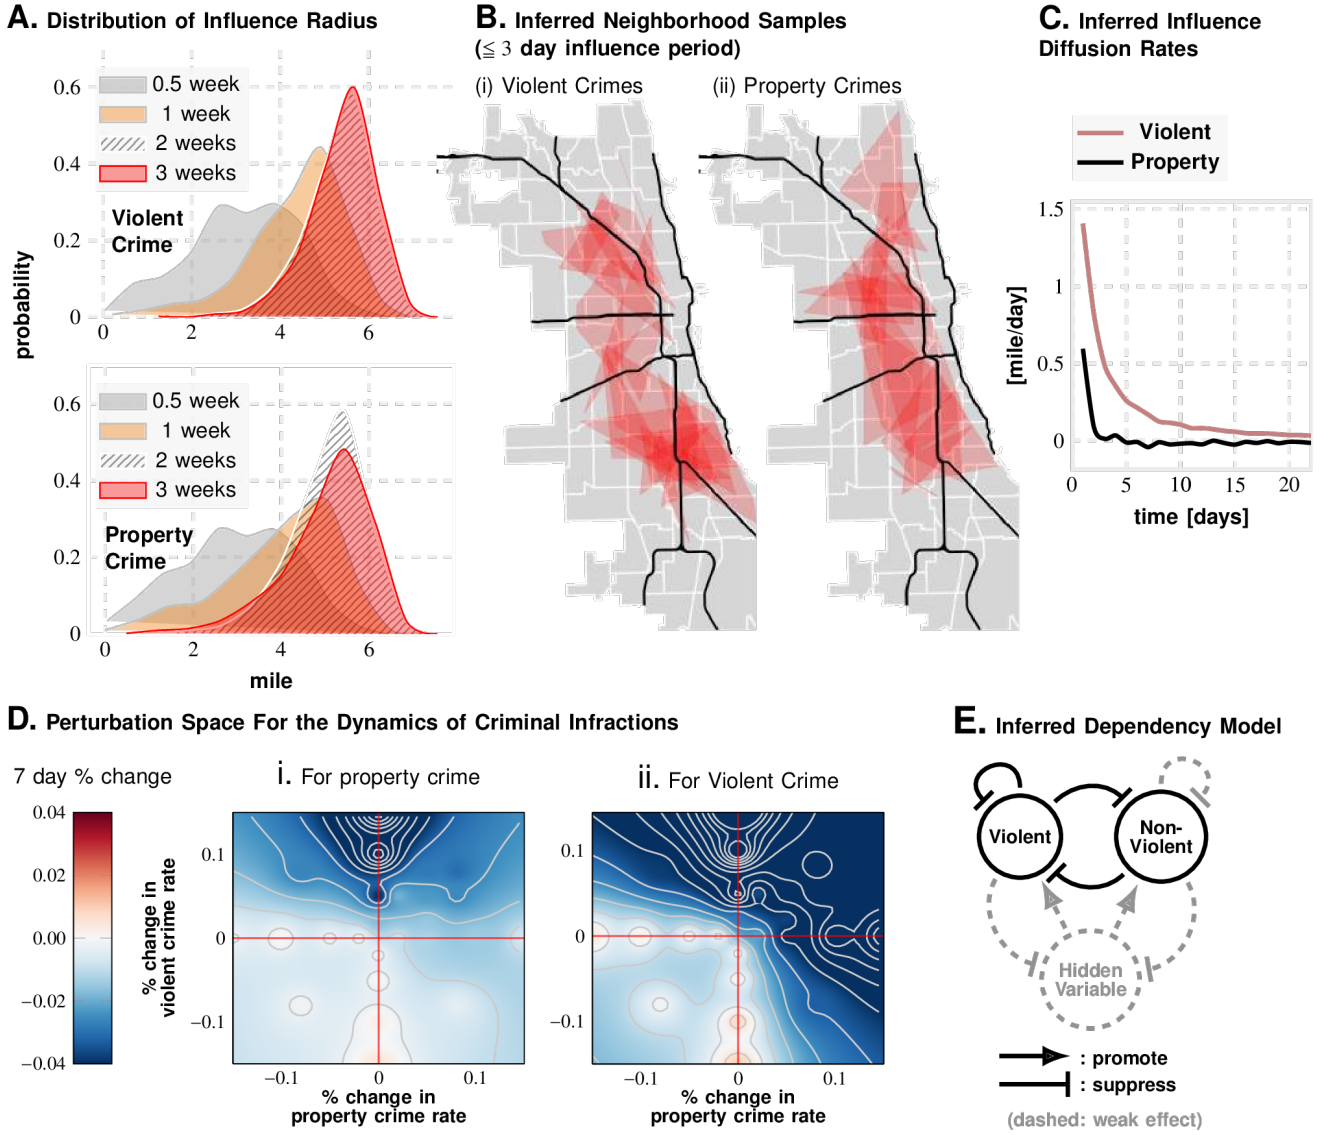 A. Distribution of Influence Radius
0.6
0.4
0.2
0
0.5 week
1 week
2 weeks
3 weeks
Violent
Crime
0 2 4 6
probability
0.6
0.4
0.2
0
0.5 week
1 week
2 weeks
3 weeks
Property
Crime
0 2 4 6
mile
B. Inferred Neighborhood Samples
(≦ 3 day influence period)
(i) Violent Crimes
(ii) Property Crimes
C. Inferred Influence
Diffusion Rates
Violent
Property
1.5
1
0.5
0
[mile/day]
0 5 10 15 20
time [days]
D. Perturbation Space For the Dynamics of Criminal Infractions
7 day % change
0.04
0.02
0.00
−0.02
−0.04
i. For property crime
% change in
violent crime rate
0.1
0
−0.1
−0.1 0 0.1
% change in
property crime rate
ii. For Violent Crime
0.1
0
−0.1
−0.1 0 0.1
% change in
property crime rate
E. Inferred Dependency Model
Violent
Non-
Violent
Hidden
Variable
: promote
: suppress
(dashed: weak effect)